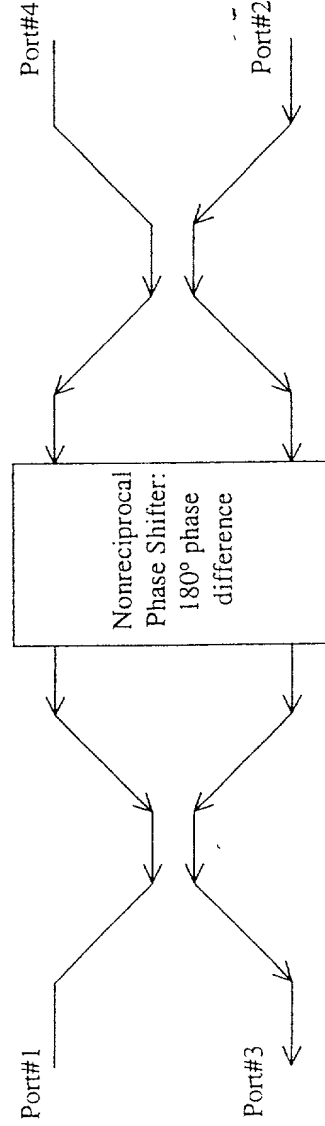 Port#1
Port#4
Nonreciprocal
Phase Shifter:
180° phase
difference
Port#3
Port#2